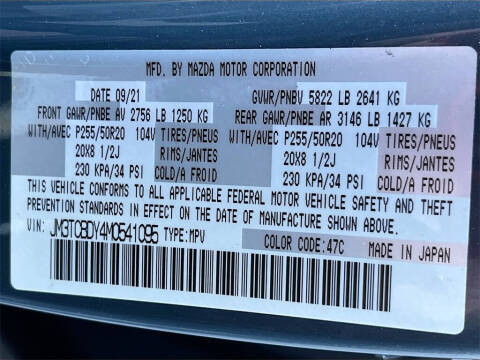 MFD. BY MAZDA MOTOR CORPORATION
DATE 09/21 GVWR/PNBV 5822 LB 2641 KG
FRONT GAWR/PNBE AV 2756 LB 1250 KG REAR GAWR/PNBE AR 3146 LB 1427 KG
WITH/AVEC P255/50R20 104V TIRES/PNEUS WITH/AVEC P255/50R20 104V TIRES/PNEUS
20X8 1/2J RIMS/JANTES 20X8 1/2J RIMS/JANTES
230 KPA/34 PSI COLD/A FROID 230 KPA/34 PSI COLD/A FROID
THIS VEHICLE CONFORMS TO ALL APPLICABLE FEDERAL MOTOR VEHICLE SAFETY AND THEFT
PREVENTION STANDARDS IN EFFECT ON THE DATE OF MANUFACTURE SHOWN ABOVE.
VIN: JM3TCBDY4M0541095 TYPE:MPV COLOR CODE:47C MADE IN JAPAN